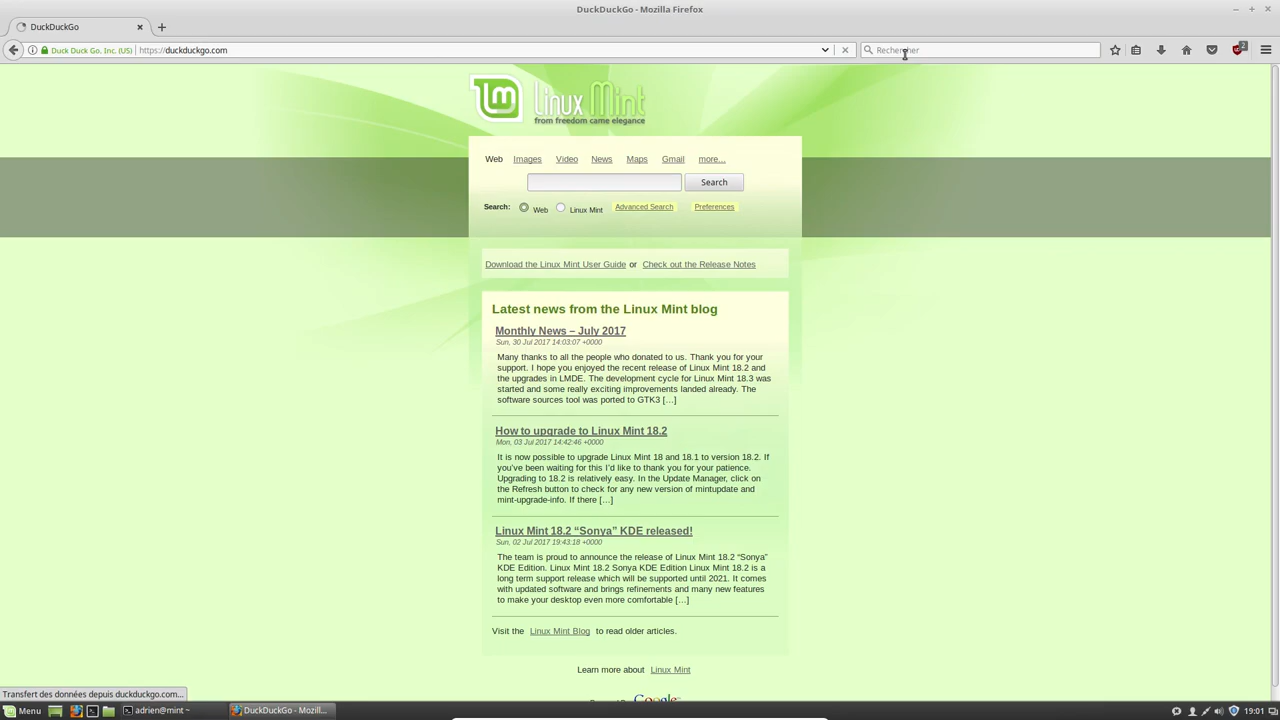 DuckDuckGo - Mozilla Firefox
DuckDuckGo
Duck Duck Go, Inc. (US) https://duckduckgo.com Rechercher 2
Linux Mint
from freedom came elegance
Web Images Video News Maps Gmail more...
Search
Search: Web Linux Mint Advanced Search Preferences
Download the Linux Mint User Guide or Check out the Release Notes
Latest news from the Linux Mint blog
Monthly News – July 2017
Sun, 30 Jul 2017 14:03:07 +0000
Many thanks to all the people who donated to us. Thank you for your
support. I hope you enjoyed the recent release of Linux Mint 18.2 and
the upgrades in LMDE. The development cycle for Linux Mint 18.3 was
started and some really exciting improvements landed already. The
software sources tool was ported to GTK3 […]
How to upgrade to Linux Mint 18.2
Mon, 03 Jul 2017 14:42:46 +0000
It is now possible to upgrade Linux Mint 18 and 18.1 to version 18.2. If
you’ve been waiting for this I’d like to thank you for your patience.
Upgrading to 18.2 is relatively easy. In the Update Manager, click on
the Refresh button to check for any new version of mintupdate and
mint-upgrade-info. If there […]
Linux Mint 18.2 “Sonya” KDE released!
Sun, 02 Jul 2017 19:43:18 +0000
The team is proud to announce the release of Linux Mint 18.2 “Sonya”
KDE Edition. Linux Mint 18.2 Sonya KDE Edition Linux Mint 18.2 is a
long term support release which will be supported until 2021. It comes
with updated software and brings refinements and many new features
to make your desktop even more comfortable […]
Visit the Linux Mint Blog to read older articles.
Learn more about Linux Mint
Google
Transfert des données depuis duckduckgo.com...
Menu adrien@mint ~ DuckDuckGo - Mozill... 19:01